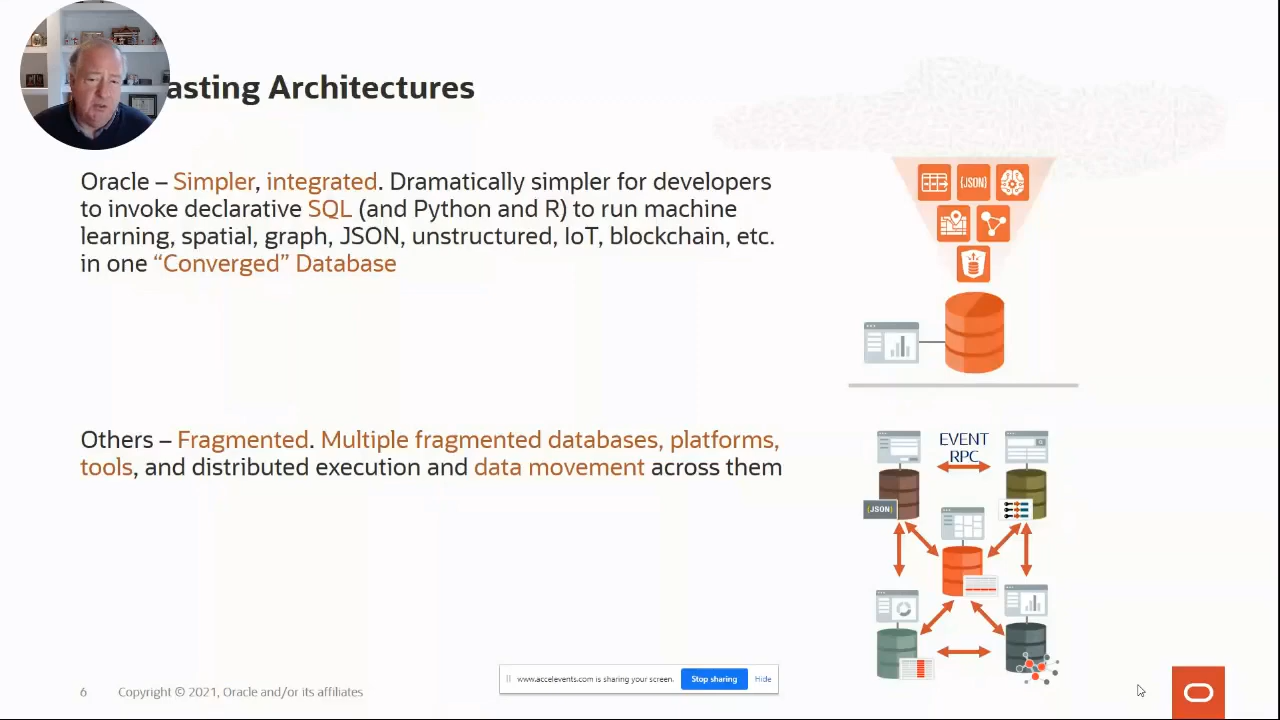 asting Architectures
Oracle – Simpler, integrated. Dramatically simpler for developers
to invoke declarative SQL (and Python and R) to run machine
learning, spatial, graph, JSON, unstructured, IoT, blockchain, etc.
in one “Converged” Database
{JSON}
Others – Fragmented. Multiple fragmented databases, platforms,
tools, and distributed execution and data movement across them
EVENT
RPC
{JSON}
www.accelevents.com is sharing your screen.
Stop sharing
Hide
6
Copyright © 2021, Oracle and/or its affiliates